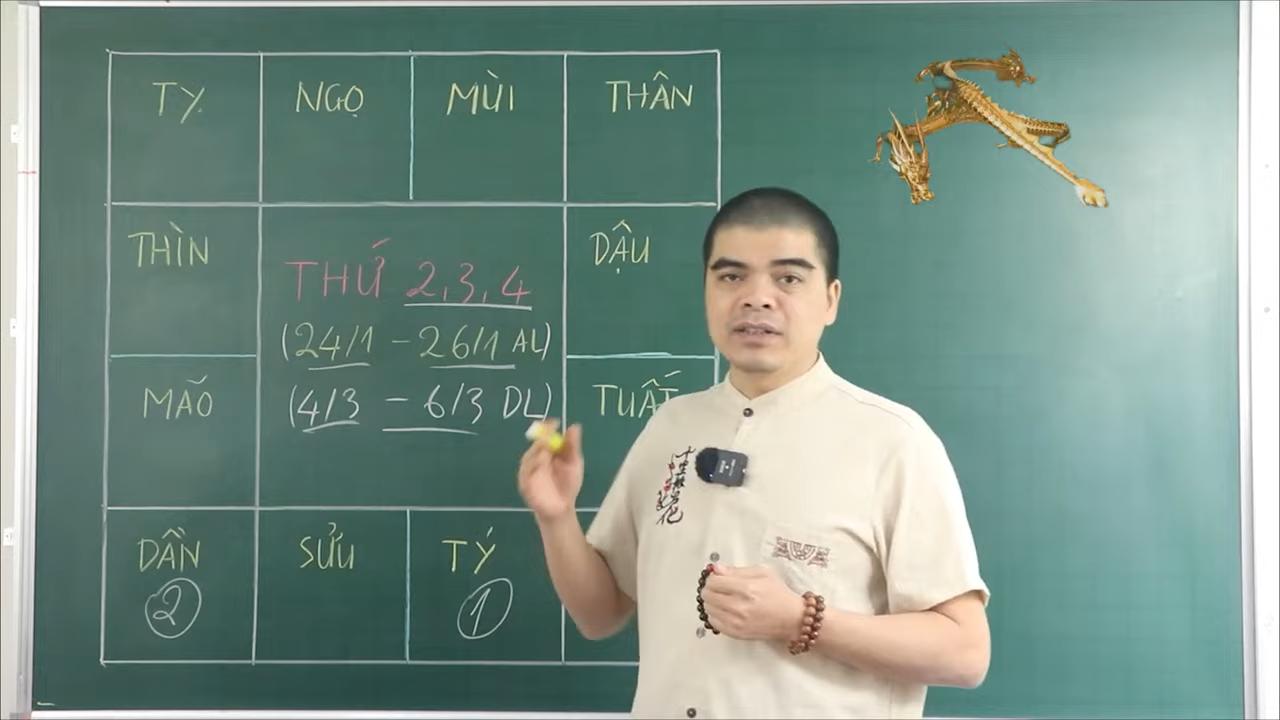 TỴ NGỌ MÙI THÂN
THÌN DẬU
THỨ 2,3,4
(24/1 - 26/1 AL)
MÃO (4/3 - 6/3 DL) TUẤT
DẦN SỬU TÝ
2 1